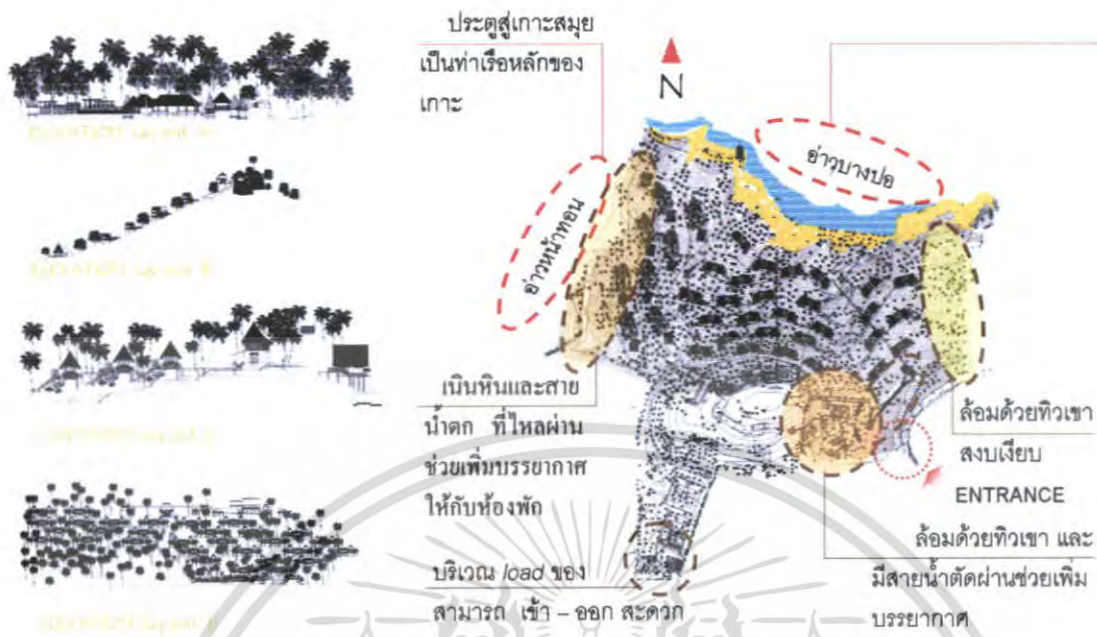 ประตูสู่เกาะสมุย
เป็นท่าเรือหลักของ
เกาะ
N
อ่าวบางปอ
อ่าวหน้าทอน
เนินหินและสาย
น้ำตก ที่ไหลผ่าน
ช่วยเพิ่มบรรยากาศ
ให้กับห้องพัก
บริเวณ load ของ
สามารถ เข้า – ออก สะดวก
ล้อมด้วยทิวเขา
สงบเงียบ
ENTRANCE
ล้อมด้วยทิวเขา และ
มีสายน้ำตัดผ่านช่วยเพิ่ม
บรรยากาศ